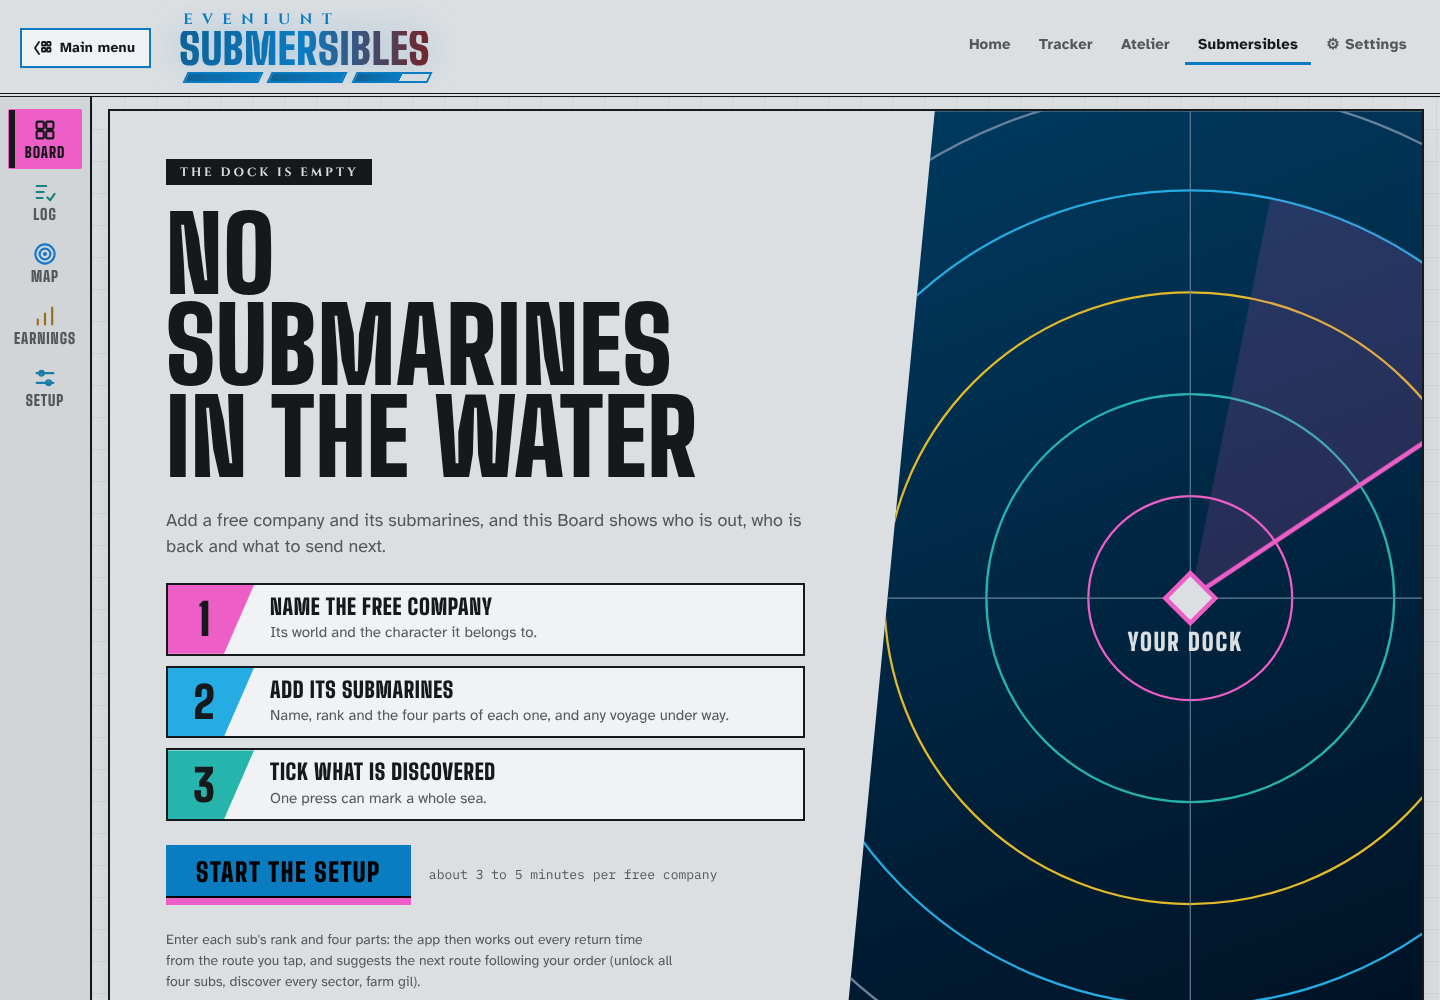 Main menu
EVENIUNT
SUBMERSIBLES
Home
Tracker
Atelier
Submersibles
⚙ Settings
BOARD
LOG
MAP
EARNINGS
SETUP
THE DOCK IS EMPTY
NO
SUBMARINES
IN THE WATER
Add a free company and its submarines, and this Board shows who is out, who is
back and what to send next.
1
NAME THE FREE COMPANY
Its world and the character it belongs to.
2
ADD ITS SUBMARINES
Name, rank and the four parts of each one, and any voyage under way.
3
TICK WHAT IS DISCOVERED
One press can mark a whole sea.
START THE SETUP
about 3 to 5 minutes per free company
Enter each sub's rank and four parts: the app then works out every return time
from the route you tap, and suggests the next route following your order (unlock all
four subs, discover every sector, farm gil).
YOUR DOCK